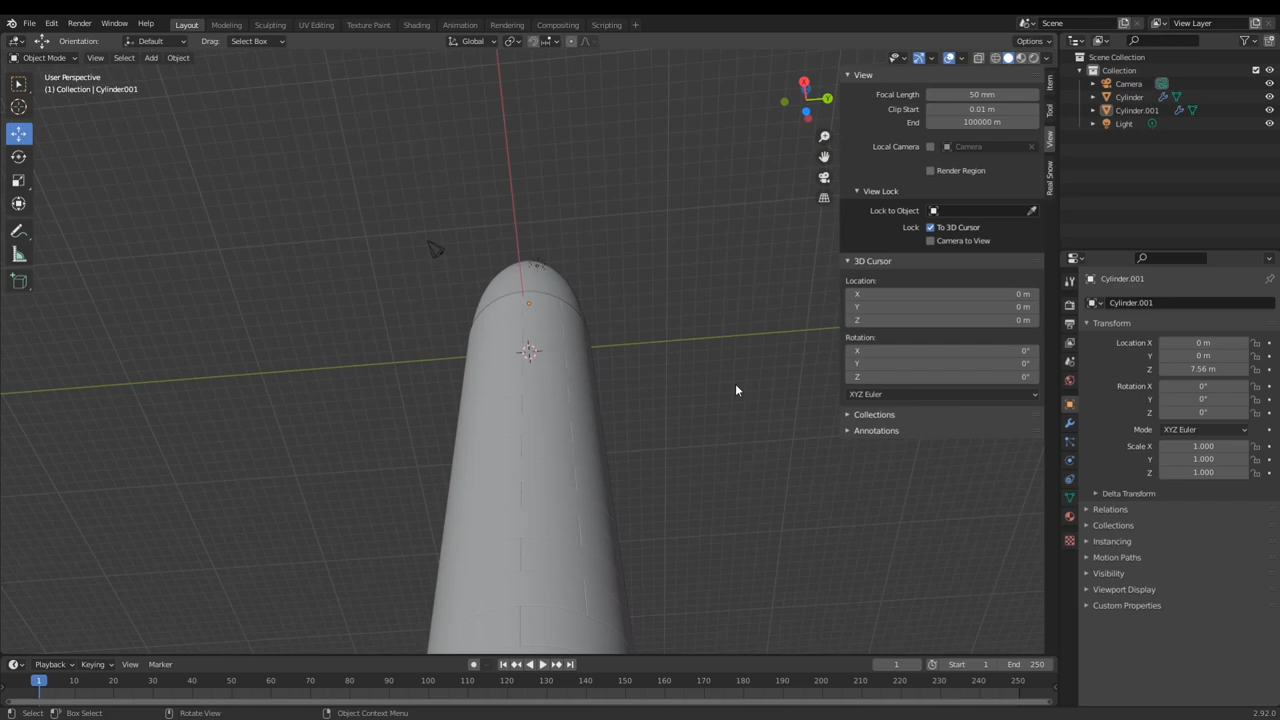 File Edit Render Window Help Layout Modeling Sculpting UV Editing Texture Paint Shading Animation Rendering Compositing Scripting + Scene View Layer
Orientation: Default Drag: Select Box Global Options
Object Mode View Select Add Object
User Perspective
(1) Collection | Cylinder.001
X
Y
View
Focal Length 50 mm
Clip Start 0.01 m
End 100000 m
Local Camera Camera
Render Region
View Lock
Lock to Object
Lock To 3D Cursor
Camera to View
3D Cursor
Location:
X 0 m
Y 0 m
Z 0 m
Rotation:
X 0°
Y 0°
Z 0°
XYZ Euler
Collections
Annotations
Item
Tool
View
Real Snow
Scene Collection
Collection
Camera
Cylinder
Cylinder.001
Light
Cylinder.001
Cylinder.001
Transform
Location X 0 m
Y 0 m
Z 7.56 m
Rotation X 0°
Y 0°
Z 0°
Mode XYZ Euler
Scale X 1.000
Y 1.000
Z 1.000
Delta Transform
Relations
Collections
Instancing
Motion Paths
Visibility
Viewport Display
Custom Properties
Playback Keying View Marker 1 Start 1 End 250
1 10 20 30 40 50 60 70 80 90 100 110 120 130 140 150 160 170 180 190 200 210 220 230 240 250
Select Box Select Rotate View Object Context Menu 2.92.0